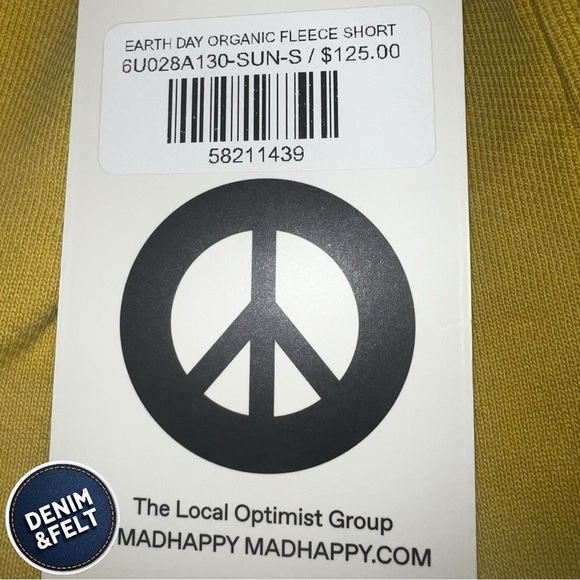 EARTH DAY ORGANIC FLEECE SHORT
6U028A130-SUN-S / $125.00
58211439
The Local Optimist Group
MADHAPPY MADHAPPY.COM
DENIM
&FELT